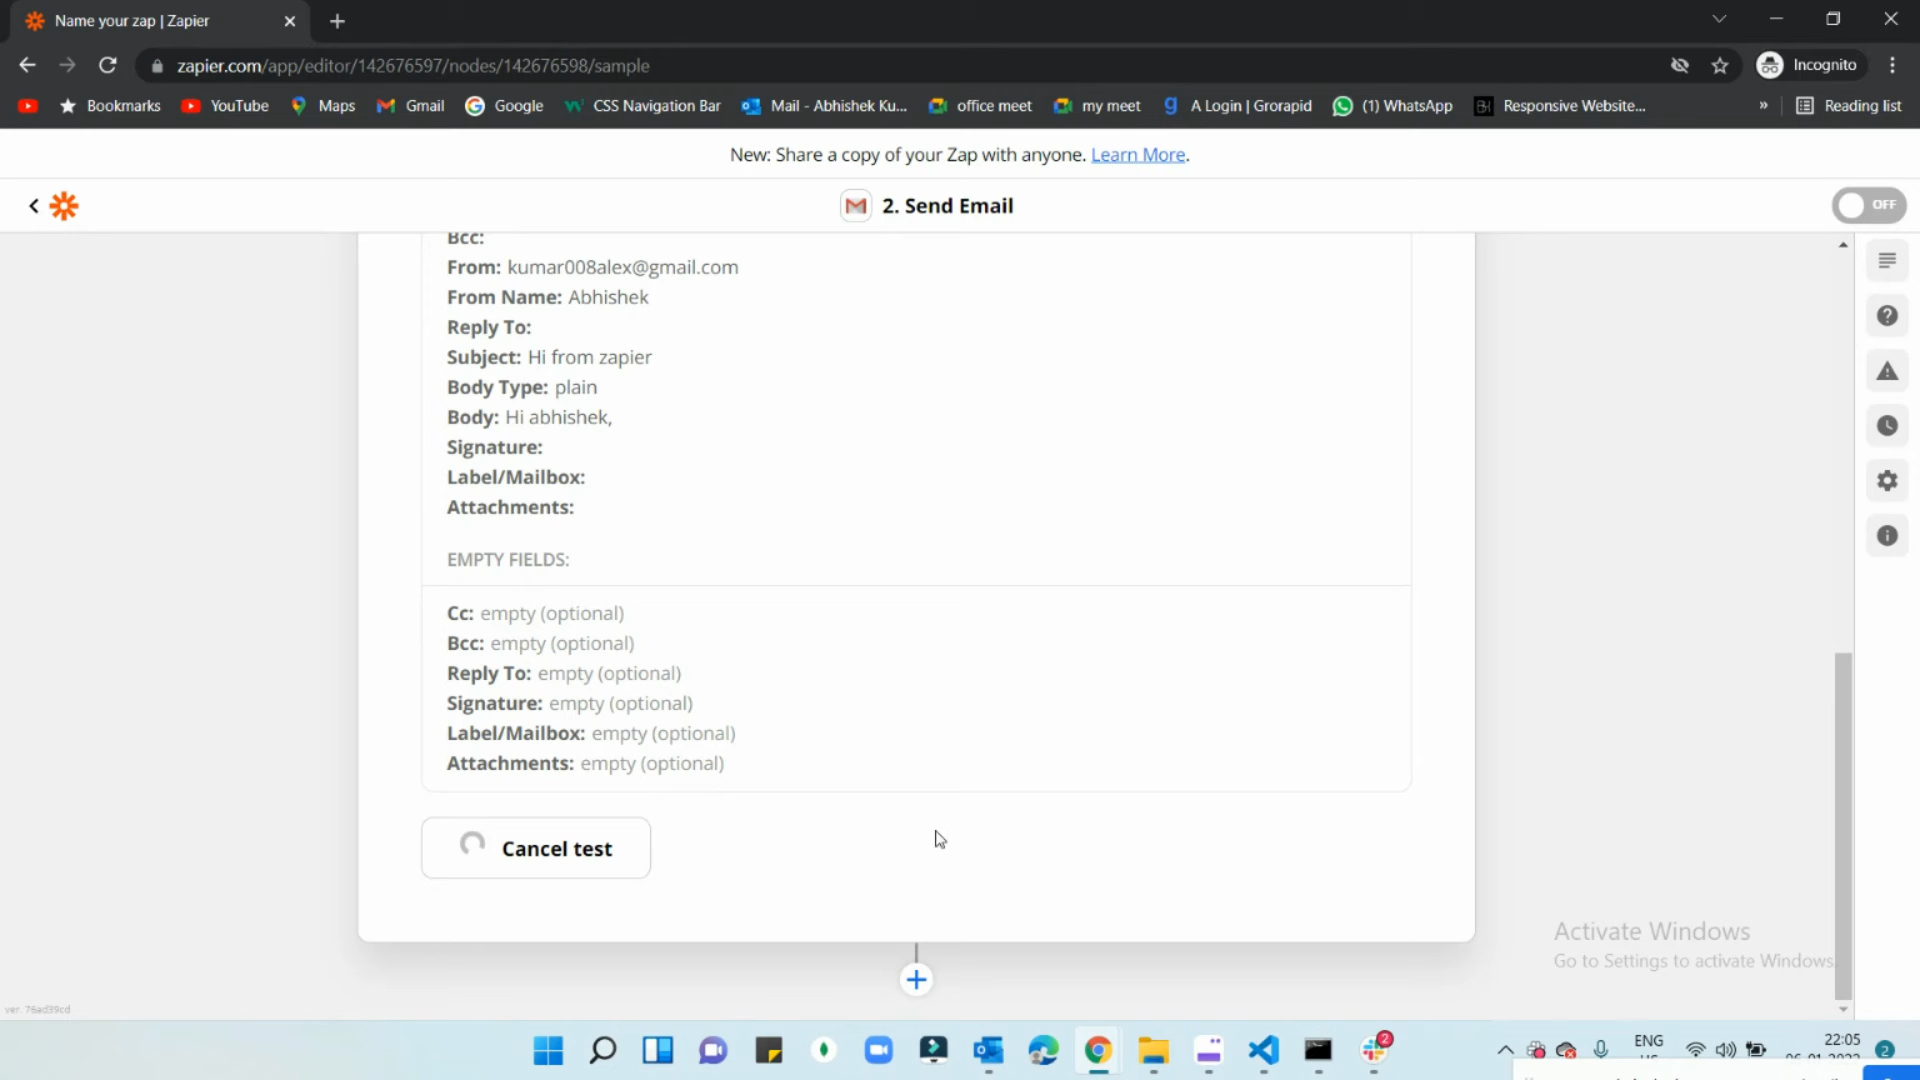 Name your zap | Zapier
zapier.com/app/editor/142676597/nodes/142676598/sample
Incognito
Bookmarks YouTube Maps Gmail Google CSS Navigation Bar Mail - Abhishek Ku... office meet my meet A Login | Grorapid (1) WhatsApp Responsive Website... » Reading list
New: Share a copy of your Zap with anyone. Learn More.
2. Send Email
OFF
Bcc:
From: kumar008alex@gmail.com
From Name: Abhishek
Reply To:
Subject: Hi from zapier
Body Type: plain
Body: Hi abhishek,
Signature:
Label/Mailbox:
Attachments:
EMPTY FIELDS:
Cc: empty (optional)
Bcc: empty (optional)
Reply To: empty (optional)
Signature: empty (optional)
Label/Mailbox: empty (optional)
Attachments: empty (optional)
Cancel test
Activate Windows
Go to Settings to activate Windows.
ver. 76ad39cd
2
ENG
22:05
2